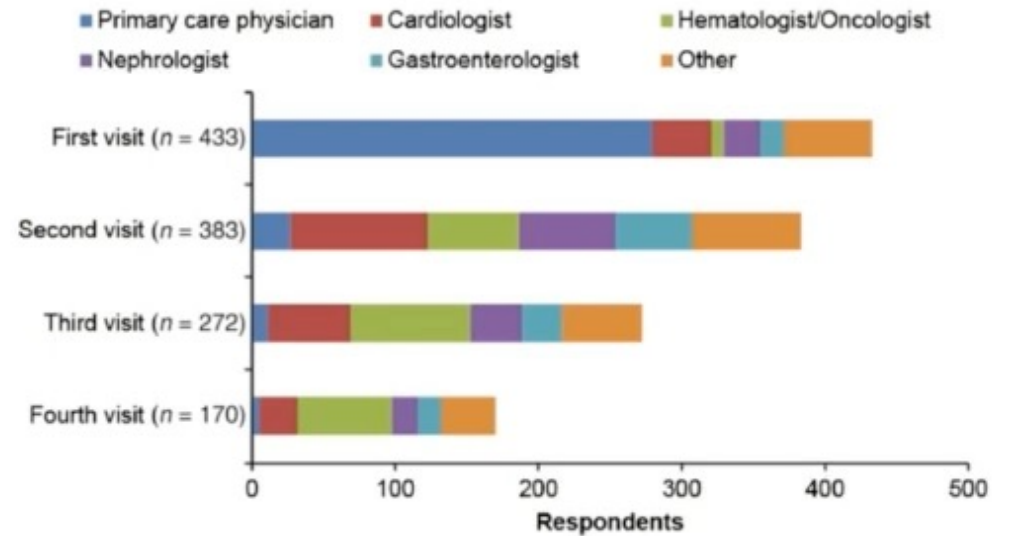 Primary care physician Cardiologist Hematologist/Oncologist
Nephrologist Gastroenterologist Other
First visit (n = 433)
Second visit (n = 383)
Third visit (n = 272)
Fourth visit (n = 170)
0 100 200 300 400 500
Respondents